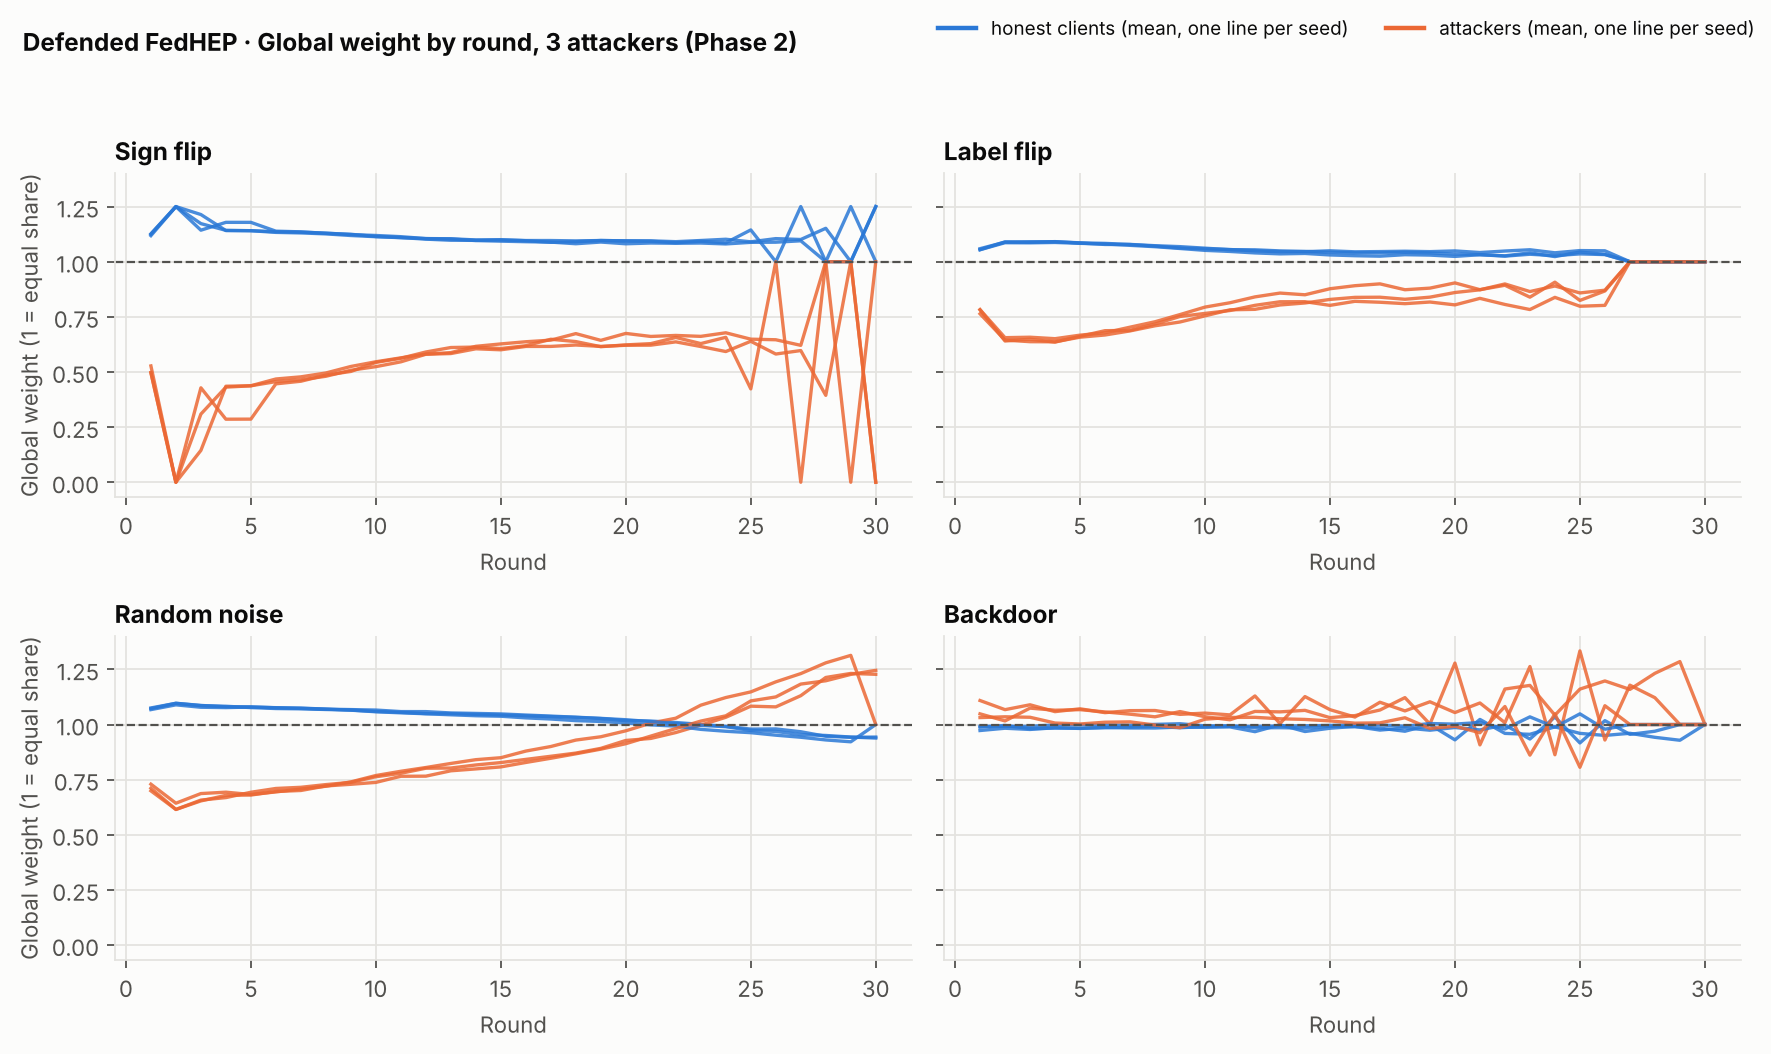 Defended FedHEP · Global weight by round, 3 attackers (Phase 2)
honest clients (mean, one line per seed)
attackers (mean, one line per seed)
Sign flip
Global weight (1 = equal share)
1.25
1.00
0.75
0.50
0.25
0.00
0 5 10 15 20 25 30
Round
Label flip
0 5 10 15 20 25 30
Round
Random noise
Global weight (1 = equal share)
1.25
1.00
0.75
0.50
0.25
0.00
0 5 10 15 20 25 30
Round
Backdoor
0 5 10 15 20 25 30
Round